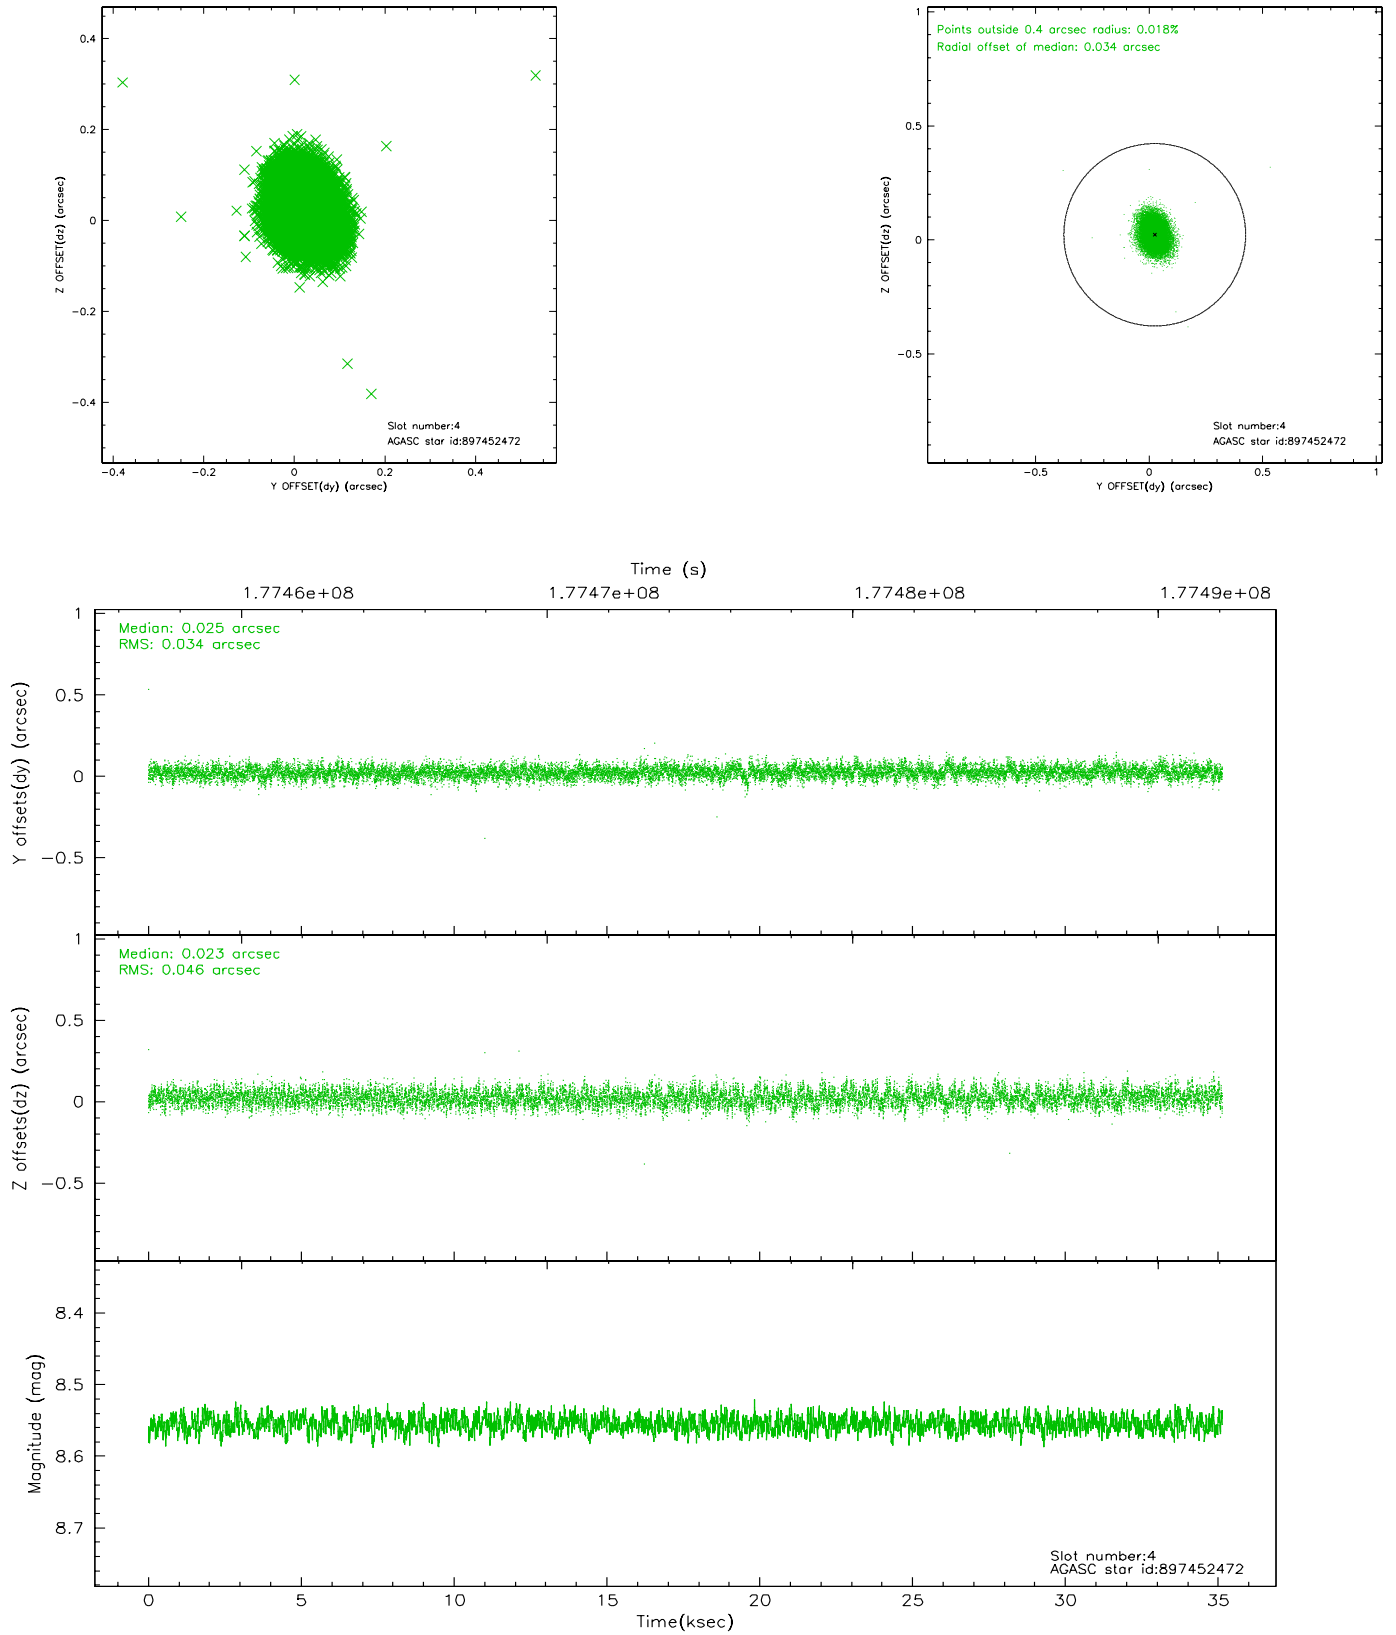 Points outside 0.4 arcsec radius: 0.018%
Radial offset of median: 0.034 arcsec
0.4
0.2
0
−0.2
−0.4
Z OFFSET(dz) (arcsec)
Slot number:4
AGASC star id:897452472
−0.4 −0.2 0 0.2 0.4
Y OFFSET(dy) (arcsec)
1
0.5
0
−0.5
Z OFFSET(dz) (arcsec)
Slot number:4
AGASC star id:897452472
−0.5 0 0.5 1
Y OFFSET(dy) (arcsec)
Time (s)
1.7746e+08 1.7747e+08 1.7748e+08 1.7749e+08
Median: 0.025 arcsec
RMS: 0.034 arcsec
1
0.5
0
−0.5
Y offsets(dy) (arcsec)
Median: 0.023 arcsec
RMS: 0.046 arcsec
1
0.5
0
−0.5
Z offsets(dz) (arcsec)
8.4
8.5
8.6
8.7
Magnitude (mag)
Slot number:4
AGASC star id:897452472
0 5 10 15 20 25 30 35
Time(ksec)